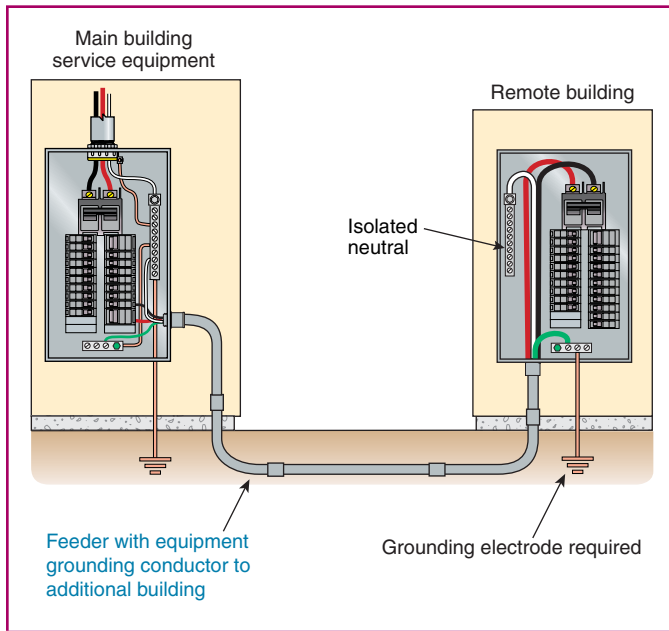 Main building
service equipment
Remote building
Isolated
neutral
Feeder with equipment
grounding conductor to
additional building
Grounding electrode required